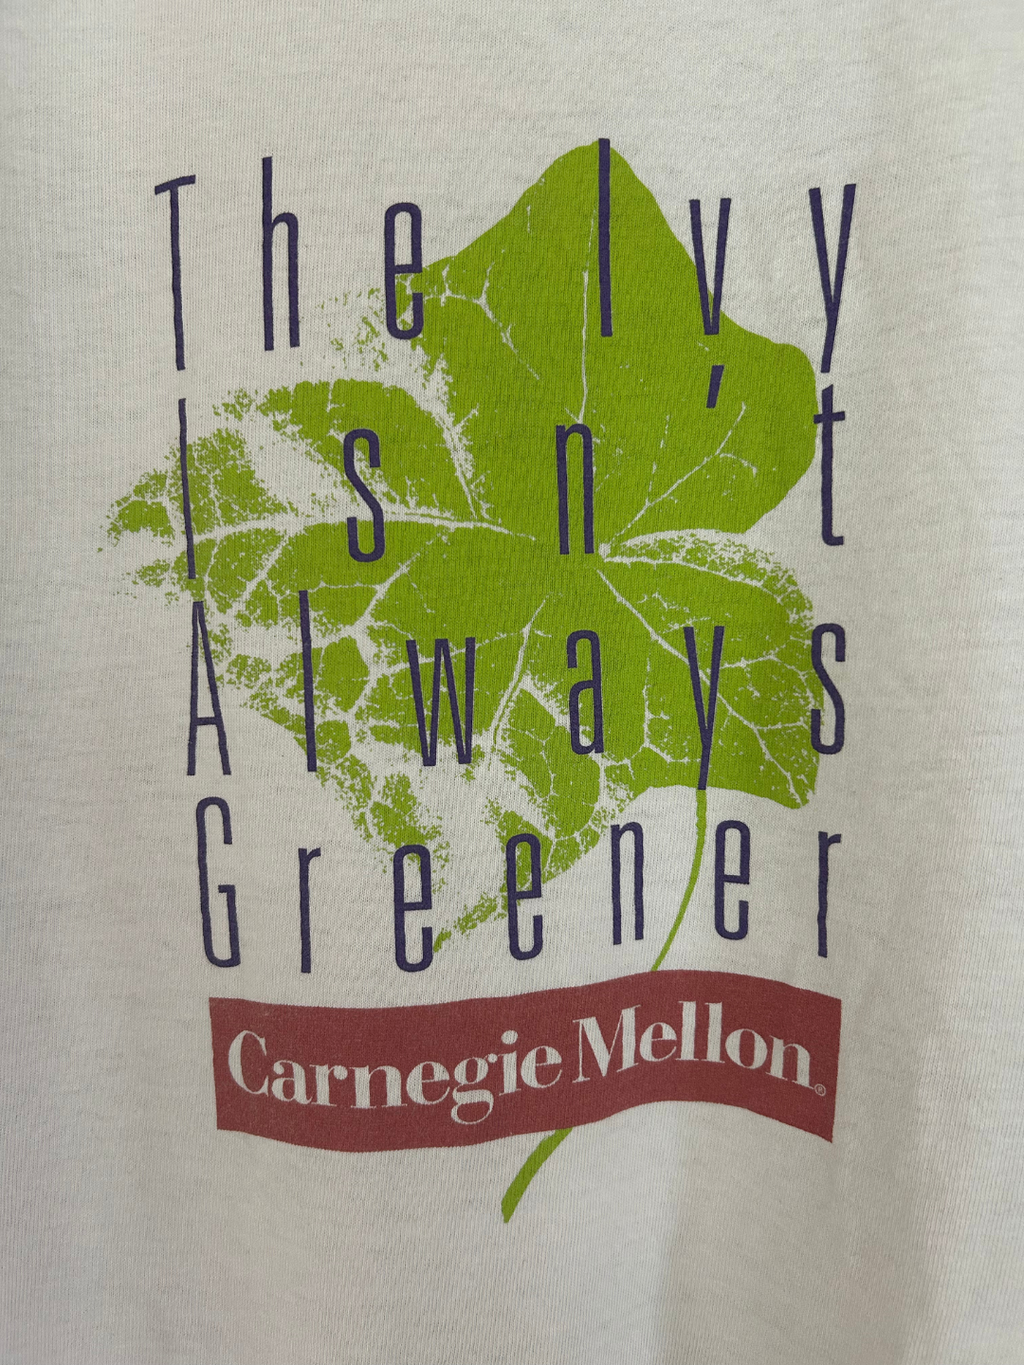 The Ivy
Isn't
Always
Greener
Carnegie Mellon®